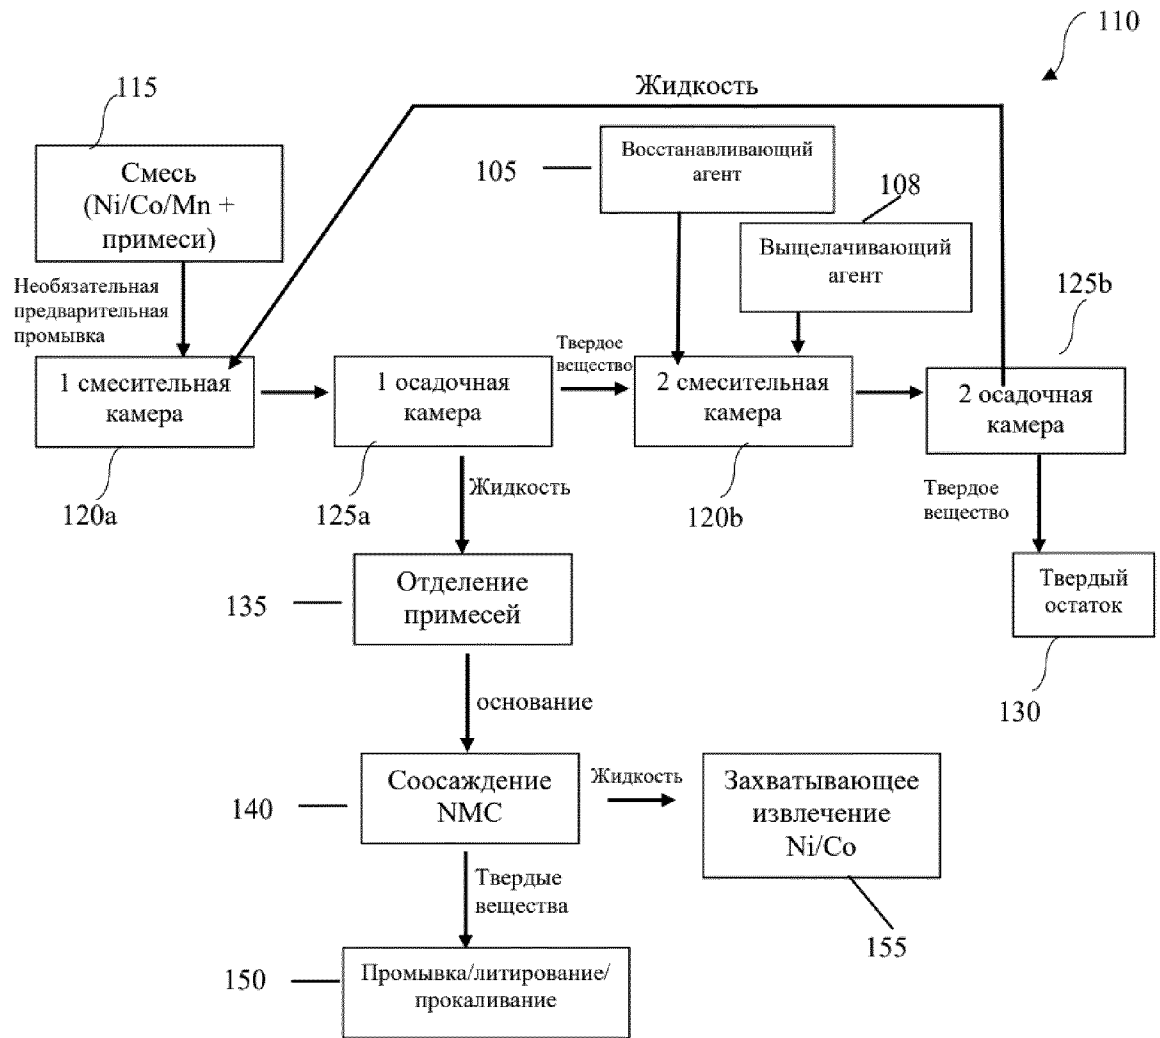 110
115
Жидкость
Смесь
(Ni/Co/Mn +
примеси)
105
Восстанавливающий
агент
108
Выщелачивающий
агент
125b
Необязательная
предварительная
промывка
1 смесительная
камера
1 осадочная
камера
Твердое
вещество
2 смесительная
камера
2 осадочная
камера
120a
125a
Жидкость
120b
Твердое
вещество
135
Отделение
примесей
Твердый
остаток
130
основание
140
Соосаждение
NMC
Жидкость
Захватывающее
извлечение
Ni/Co
155
Твердые
вещества
150
Промывка/литирование/
прокаливание